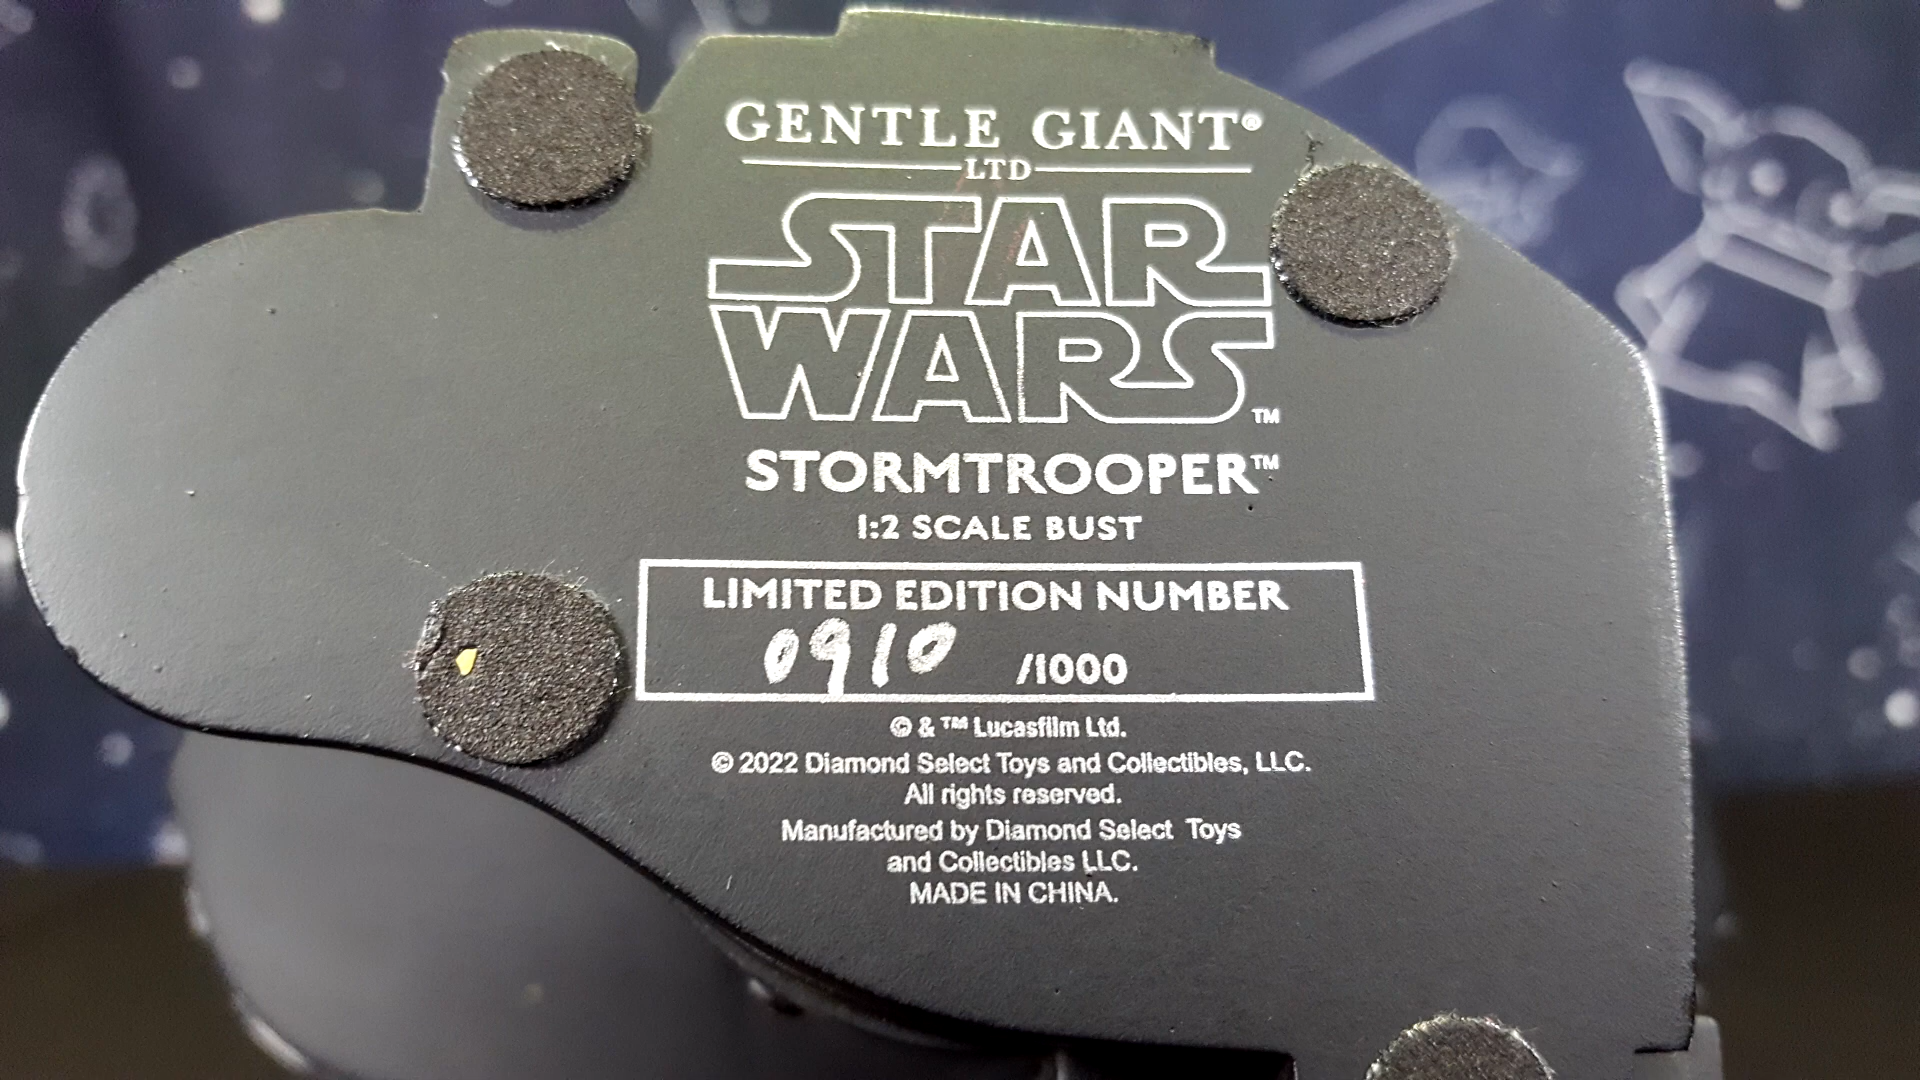 GENTLE GIANT®
LTD
STAR
WARS™
STORMTROOPER™
1:2 SCALE BUST
LIMITED EDITION NUMBER
0910 /1000
© & ™ Lucasfilm Ltd.
© 2022 Diamond Select Toys and Collectibles, LLC.
All rights reserved.
Manufactured by Diamond Select Toys
and Collectibles LLC.
MADE IN CHINA.